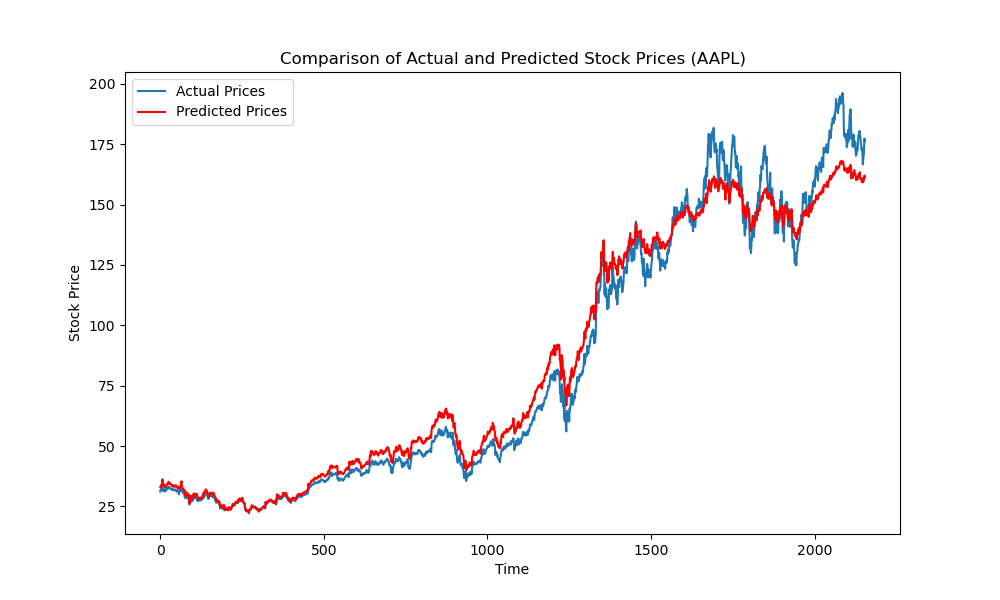 Comparison of Actual and Predicted Stock Prices (AAPL)
Actual Prices
Predicted Prices
Stock Price
200
175
150
125
100
75
50
25
0
500
1000
1500
2000
Time